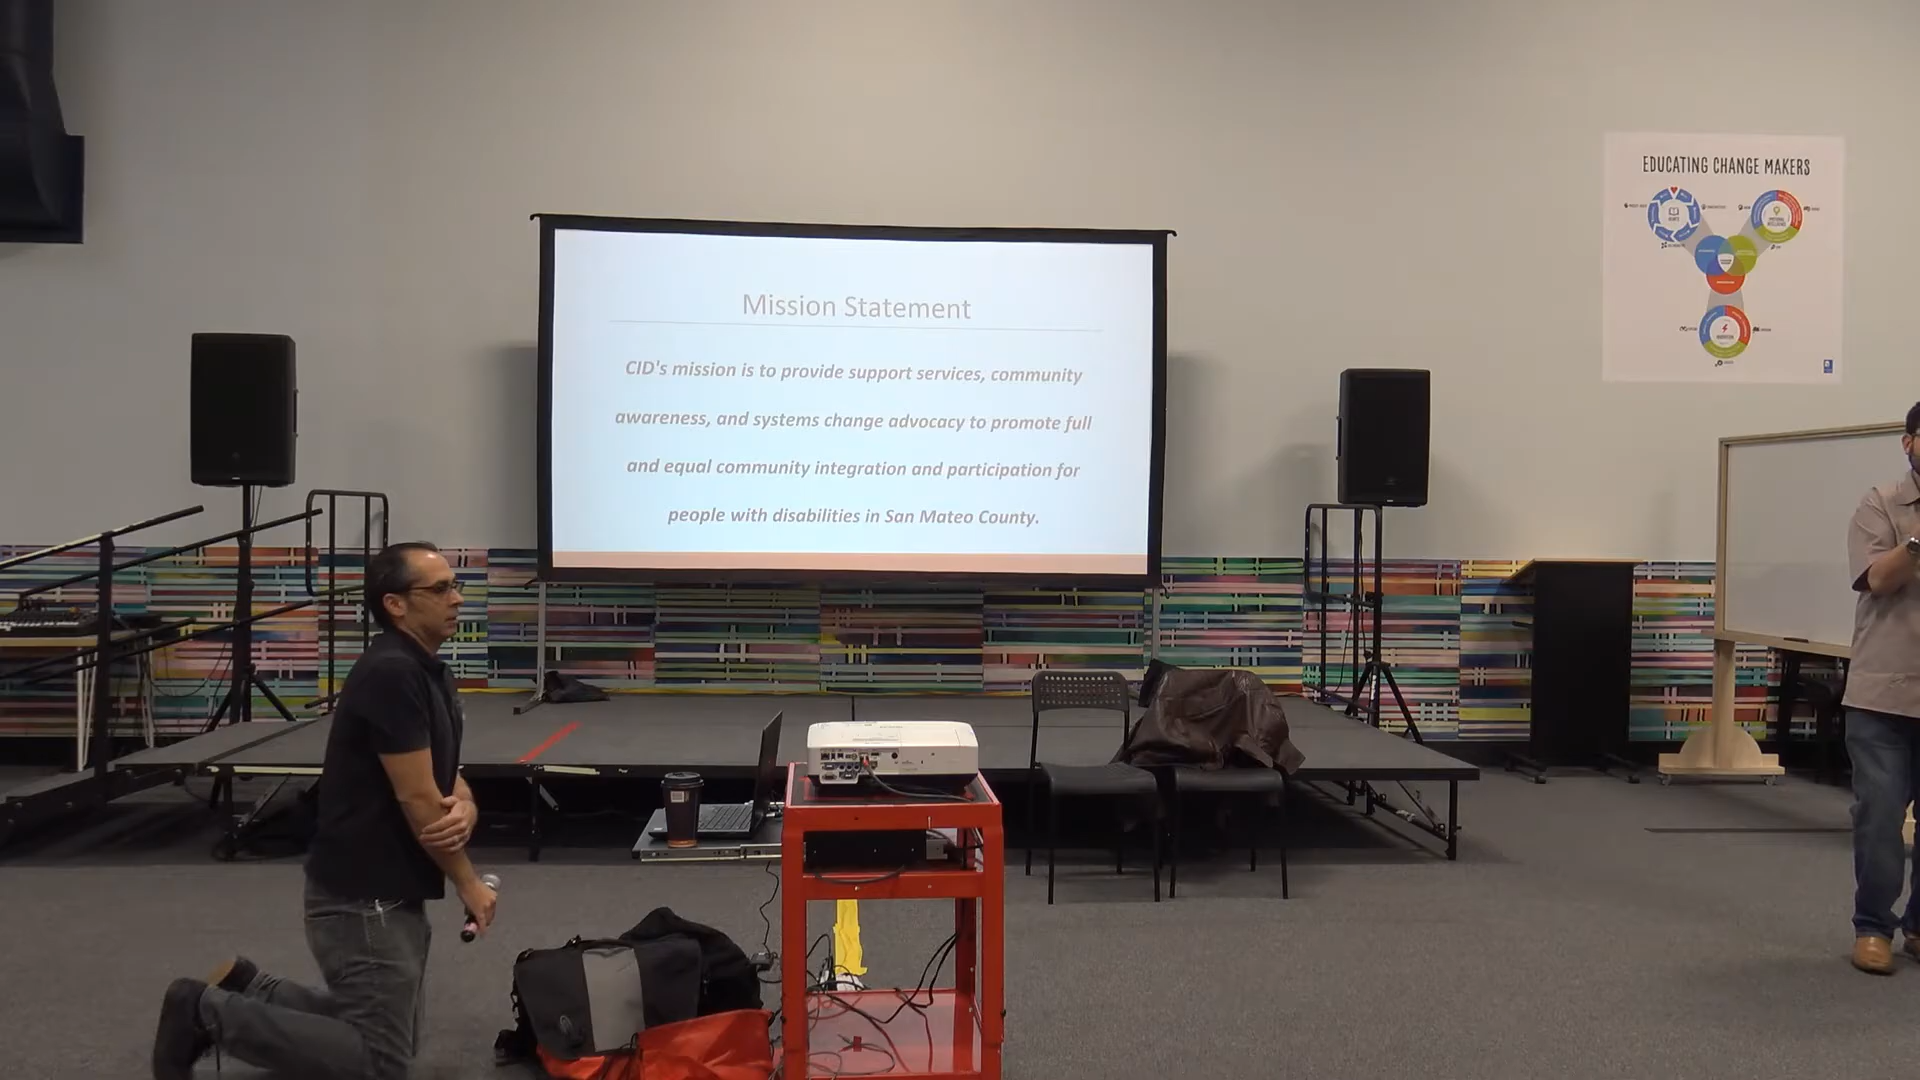 EDUCATING CHANGE MAKERS
Mission Statement
CID's mission is to provide support services, community
awareness, and systems change advocacy to promote full
and equal community integration and participation for
people with disabilities in San Mateo County.